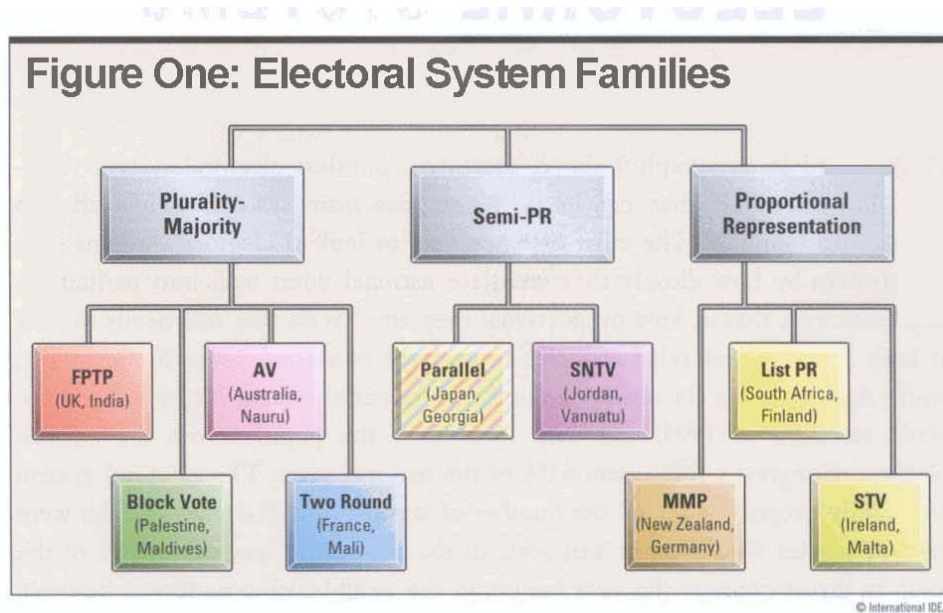 Figure One: Electoral System Families
Plurality-
Majority
Semi-PR
Proportional
Representation
FPTP
(UK, India)
AV
(Australia,
Nauru)
Parallel
(Japan,
Georgia)
SNTV
(Jordan,
Vanuatu)
List PR
(South Africa,
Finland)
Block Vote
(Palestine,
Maldives)
Two Round
(France,
Mali)
MMP
(New Zealand,
Germany)
STV
(Ireland,
Malta)
© International IDEA